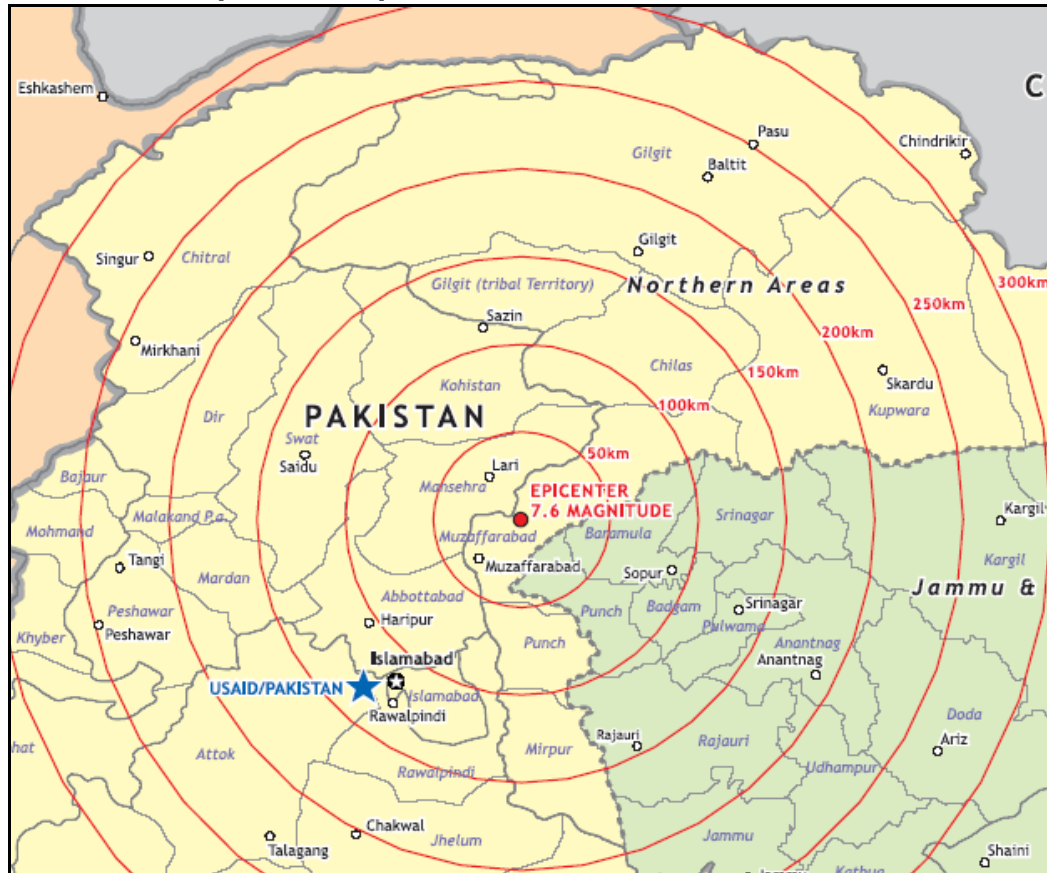 Eshkashem
C
Pasu
Chindrikir
Gilgit
Baltit
Gilgit
Singur
Chitral
Gilgit (tribal Territory)
Northern Areas
300km
250km
Sazin
200km
Mirkhani
Chilas
150km
Skardu
Kohistan
100km
Kupwara
PAKISTAN
Dir
Swat
Saidu
50km
Lari
Bajaur
Mansehra
EPICENTER
7.6 MAGNITUDE
Malakand P.a.
Srinagar
Kargil
Mohmand
Muzaffarabad
Baramula
Tangi
Muzaffarabad
Kargil
Mardan
Sopur
Jammu &
Abbottabad
Peshawar
Punch
Badgam
Srinagar
Haripur
Pulwama
Khyber
Peshawar
Punch
Anantnag
Islamabad
Anantnag
USAID/PAKISTAN
Islamabad
Rawalpindi
Doda
Rajauri
Rajauri
Ariz
hat
Attok
Mirpur
Rawalpindi
Udhampur
Chakwal
Jhelum
Jammu
Talagang
Shaini